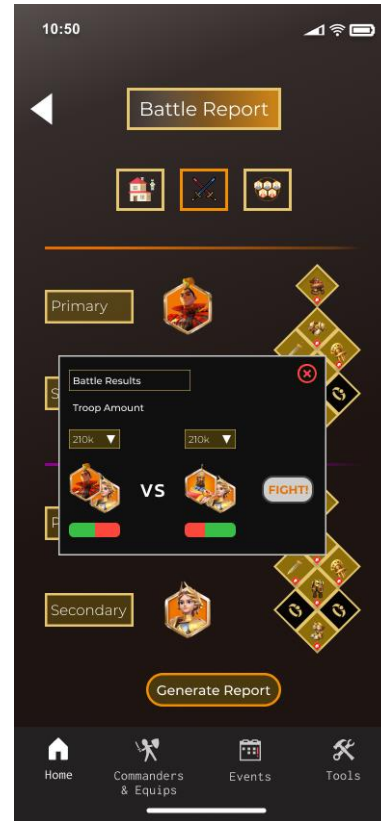 10:50
Battle Report
Primary
Battle Results
Troop Amount
210k
210k
VS
FIGHT!
Secondary
Generate Report
Home
Commanders
& Equips
Events
Tools